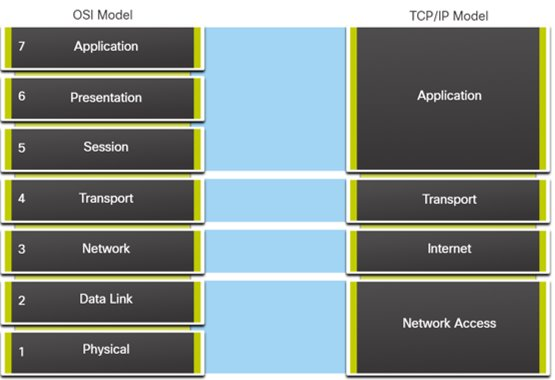 OSI Model
TCP/IP Model
7 Application
6 Presentation
5 Session
4 Transport
3 Network
2 Data Link
1 Physical
Application
Transport
Internet
Network Access